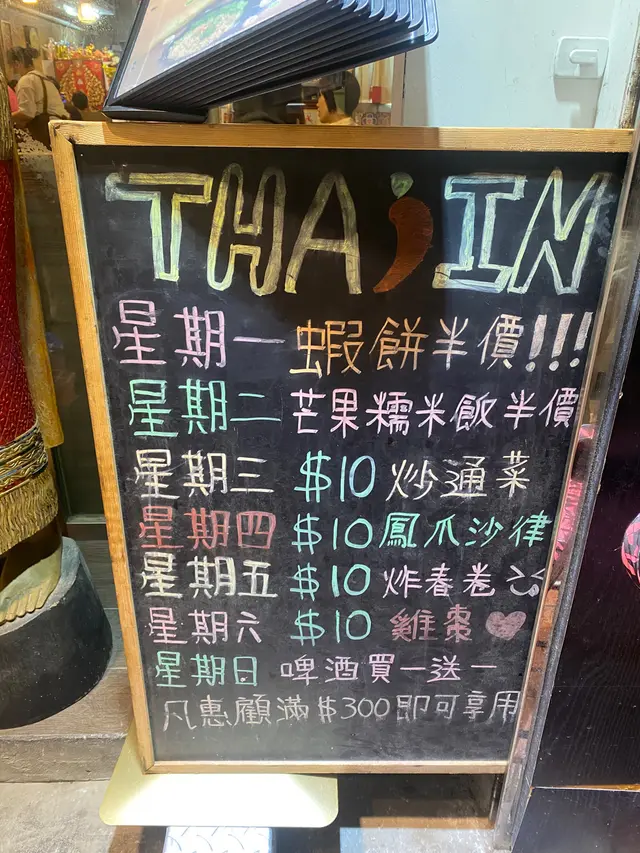 THAIN
星期一 蝦餅半價!!!
星期二 芒果糯米飯半價
星期三 $10 炒通菜
星期四 $10 鳳爪沙律
星期五 $10 炸春卷
星期六 $10 雞棗
星期日 啤酒買一送一
凡惠顧滿$300即可享用